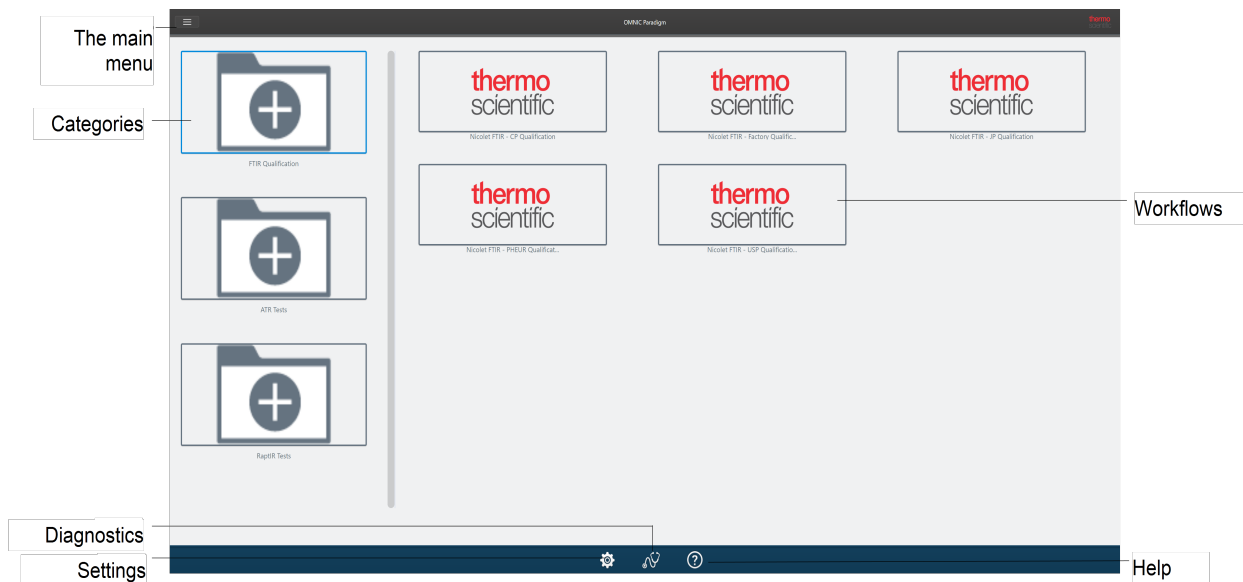 The main
menu
OMNIC Paradigm
thermo
scientific
Categories
thermo
scientific
Nicolet FTIR - CP Qualification
thermo
scientific
Nicolet FTIR - Factory Qualific...
thermo
scientific
Nicolet FTIR - JP Qualification
FTIR Qualification
thermo
scientific
Nicolet FTIR - PHEUR Qualificat...
thermo
scientific
Nicolet FTIR - USP Qualificatio...
Workflows
ATR Tests
RaptIR Tests
Diagnostics
Settings
?
Help